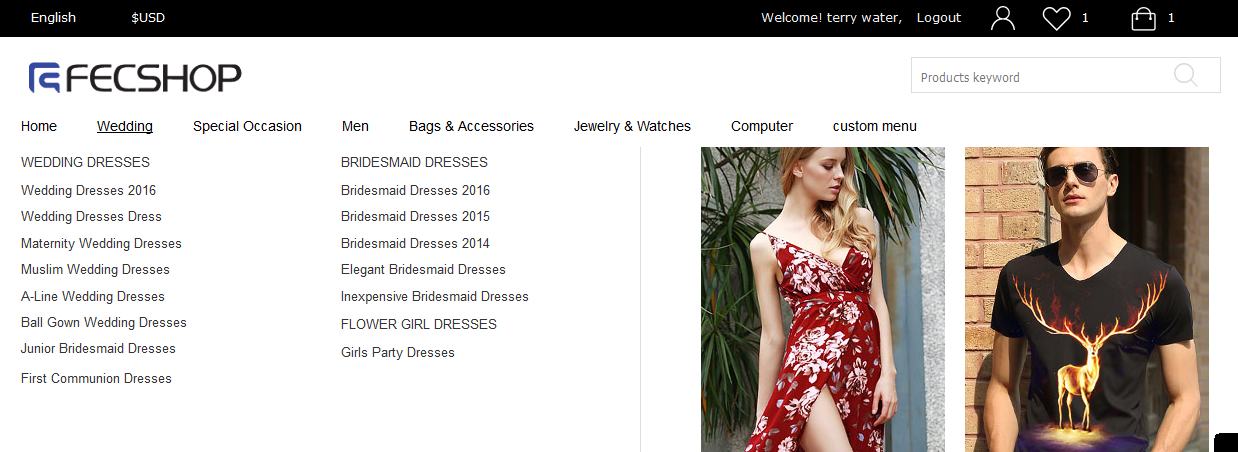 English $USD Welcome! terry water, Logout 1 1
FECSHOP
Products keyword
Home Wedding Special Occasion Men Bags & Accessories Jewelry & Watches Computer custom menu
WEDDING DRESSES
Wedding Dresses 2016
Wedding Dresses Dress
Maternity Wedding Dresses
Muslim Wedding Dresses
A-Line Wedding Dresses
Ball Gown Wedding Dresses
Junior Bridesmaid Dresses
First Communion Dresses
BRIDESMAID DRESSES
Bridesmaid Dresses 2016
Bridesmaid Dresses 2015
Bridesmaid Dresses 2014
Elegant Bridesmaid Dresses
Inexpensive Bridesmaid Dresses
FLOWER GIRL DRESSES
Girls Party Dresses